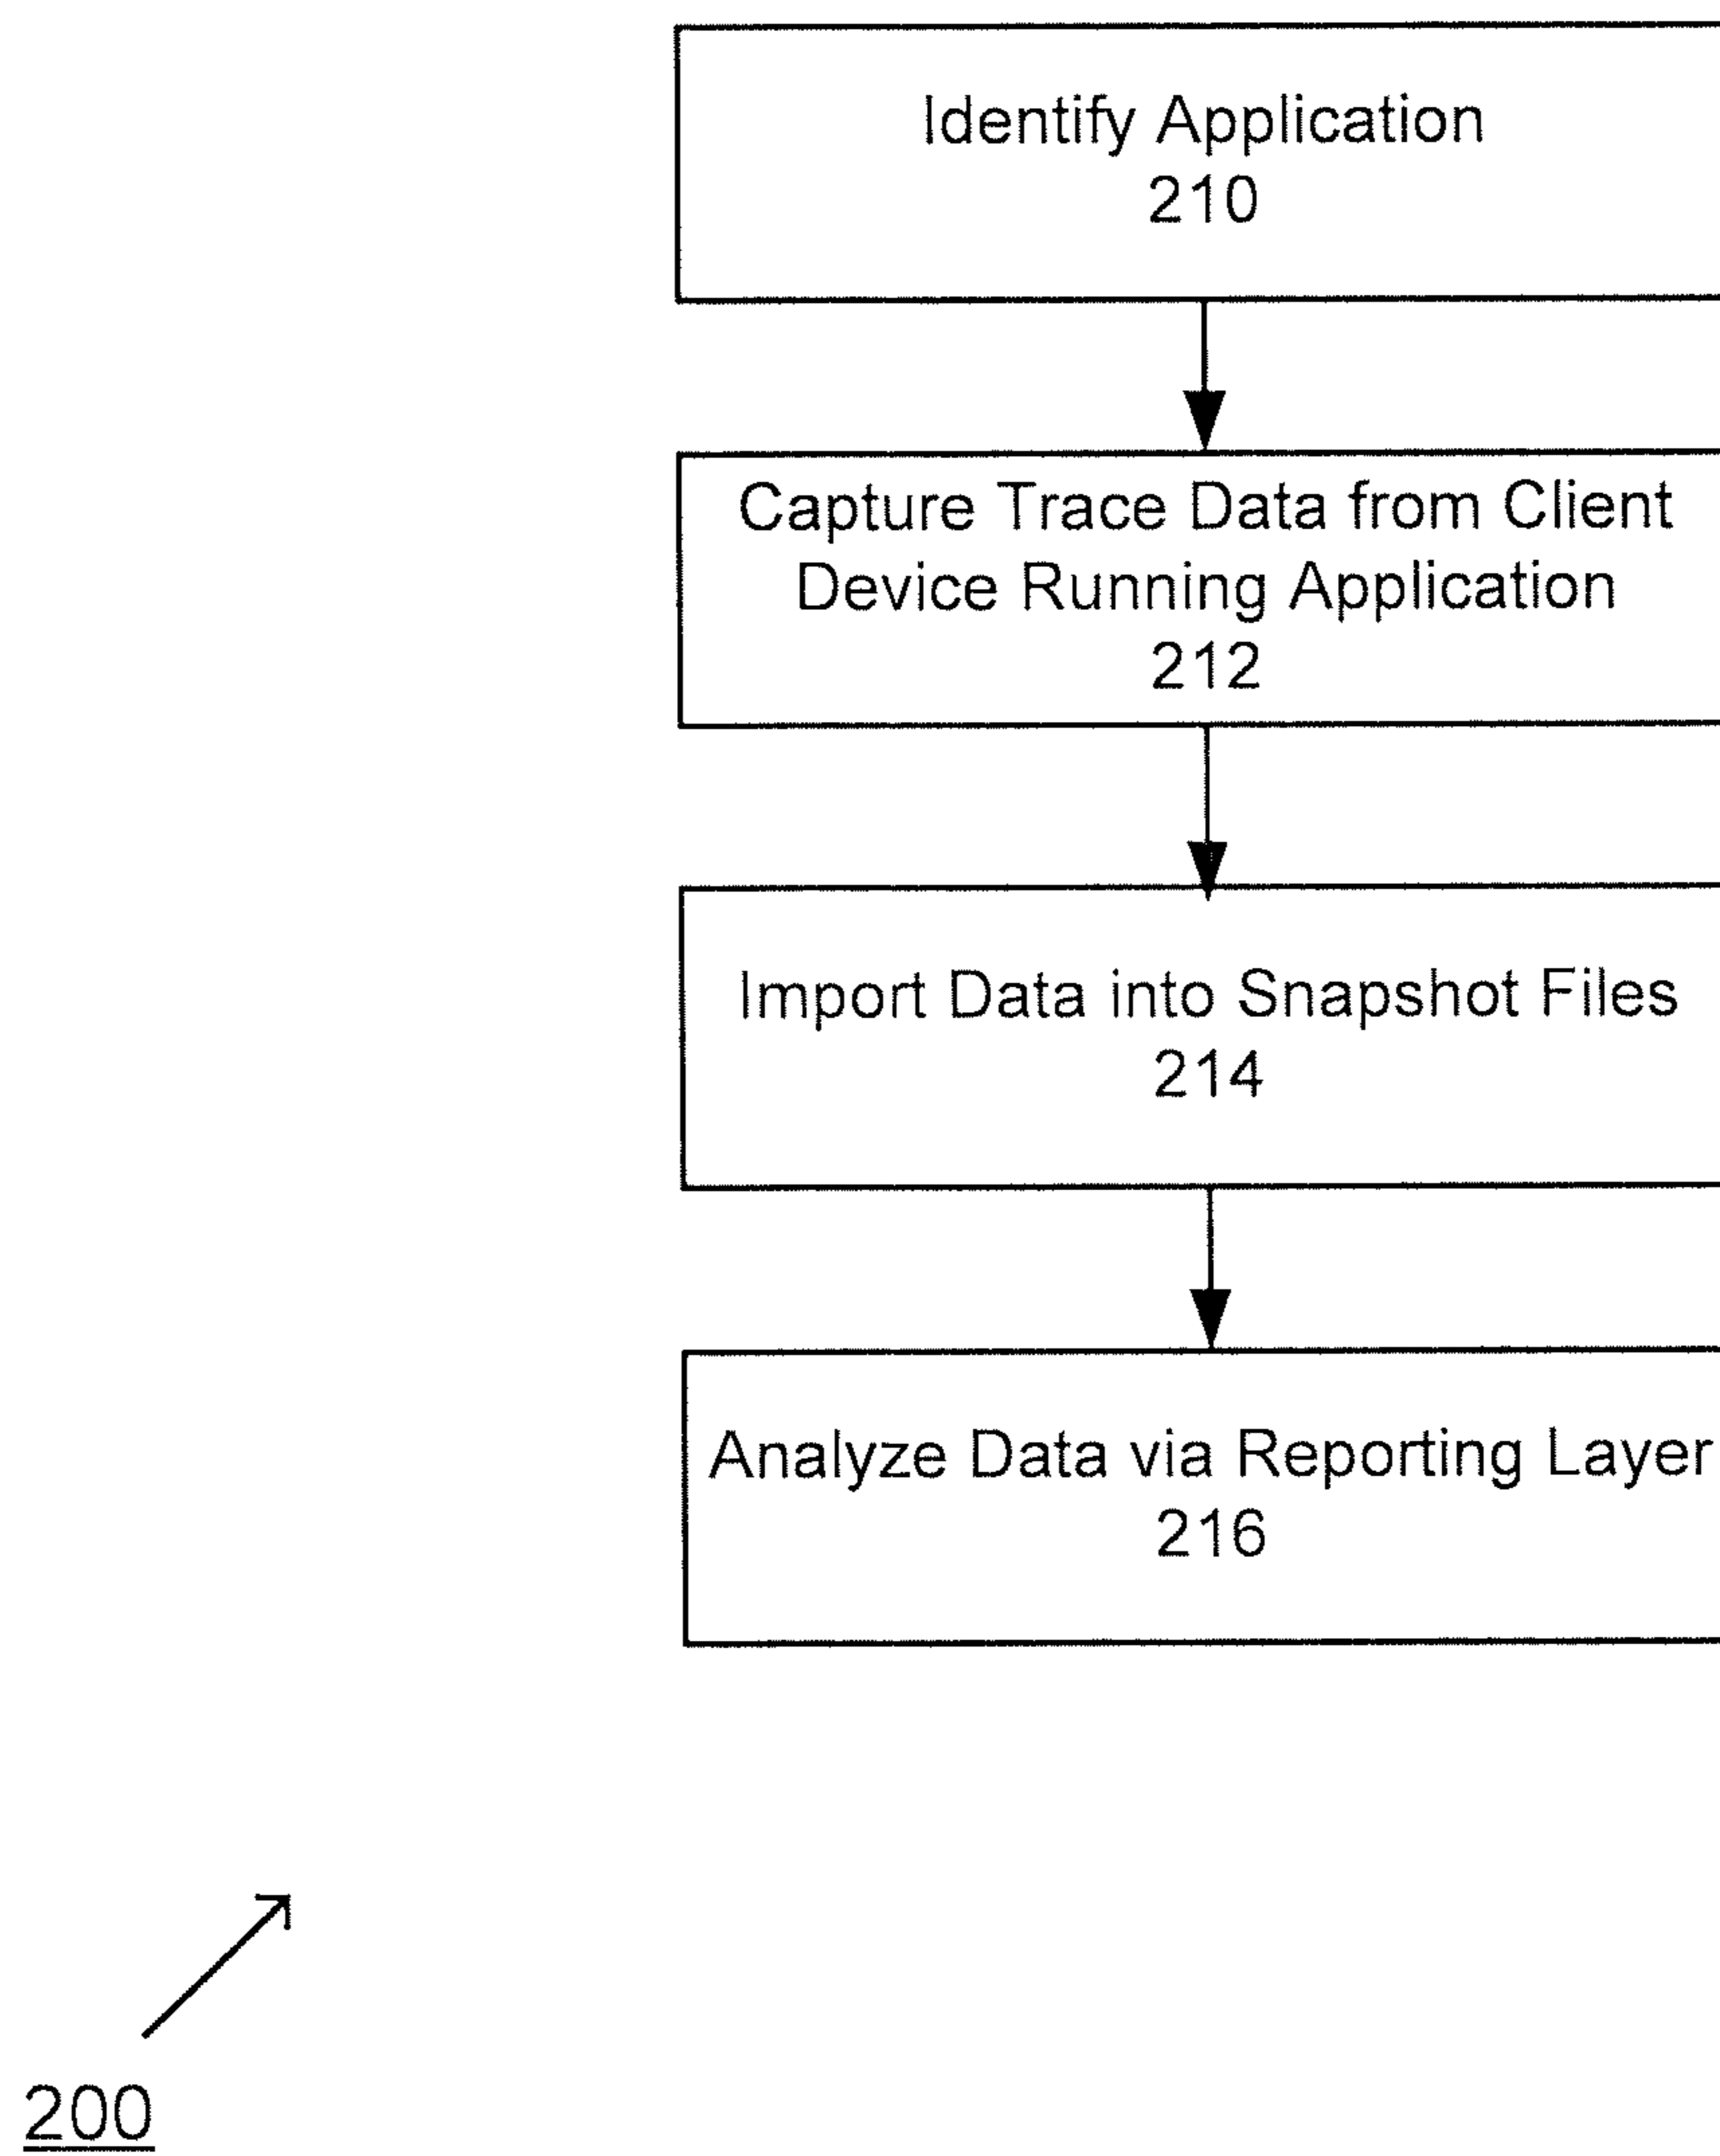 Identify Application
210
Capture Trace Data from Client
Device Running Application
212
Import Data into Snapshot Files
214
Analyze Data via Reporting Layer
216
200